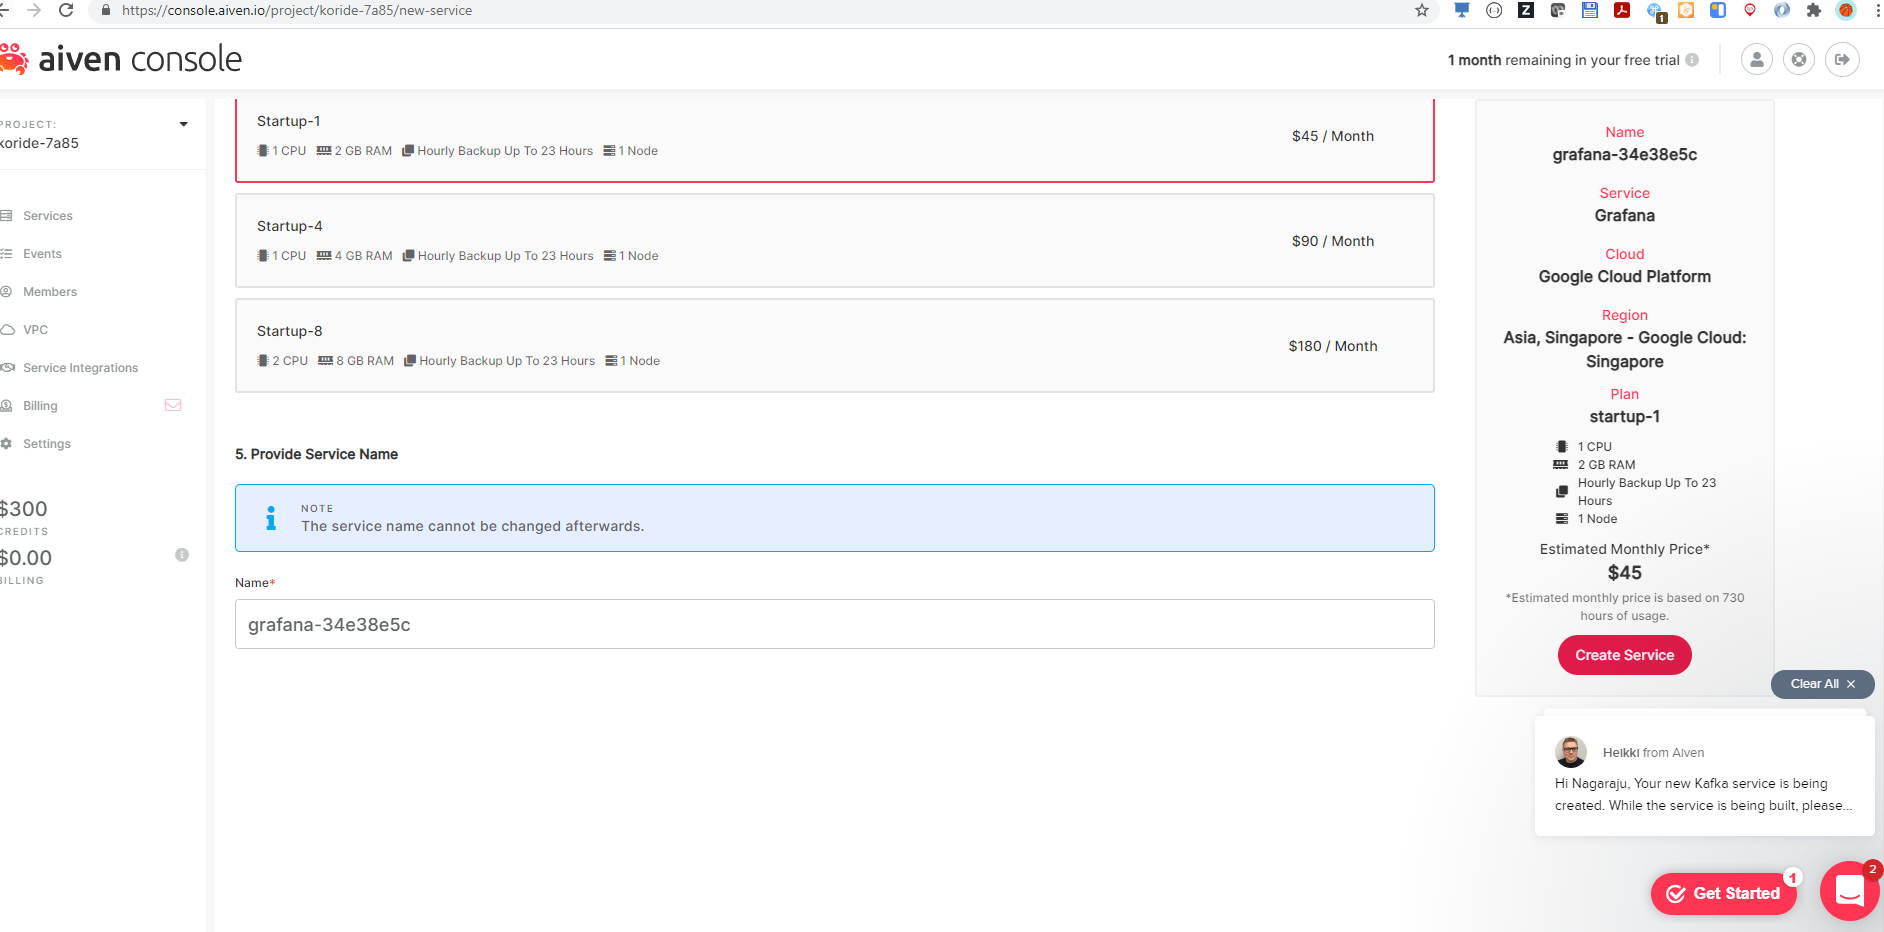 https://console.aiven.io/project/koride-7a85/new-service
1
aiven console
1 month remaining in your free trial
PROJECT:
koride-7a85
Services
Events
Members
VPC
Service Integrations
Billing
Settings
$300
CREDITS
$0.00
BILLING
Startup-1
1 CPU 2 GB RAM Hourly Backup Up To 23 Hours 1 Node
$45 / Month
Startup-4
1 CPU 4 GB RAM Hourly Backup Up To 23 Hours 1 Node
$90 / Month
Startup-8
2 CPU 8 GB RAM Hourly Backup Up To 23 Hours 1 Node
$180 / Month
5. Provide Service Name
NOTE
The service name cannot be changed afterwards.
Name*
grafana-34e38e5c
Name
grafana-34e38e5c
Service
Grafana
Cloud
Google Cloud Platform
Region
Asia, Singapore - Google Cloud:
Singapore
Plan
startup-1
1 CPU
2 GB RAM
Hourly Backup Up To 23
Hours
1 Node
Estimated Monthly Price*
$45
*Estimated monthly price is based on 730
hours of usage.
Create Service
Clear All ×
Heikki from Aiven
Hi Nagaraju, Your new Kafka service is being
created. While the service is being built, please...
Get Started
1
2